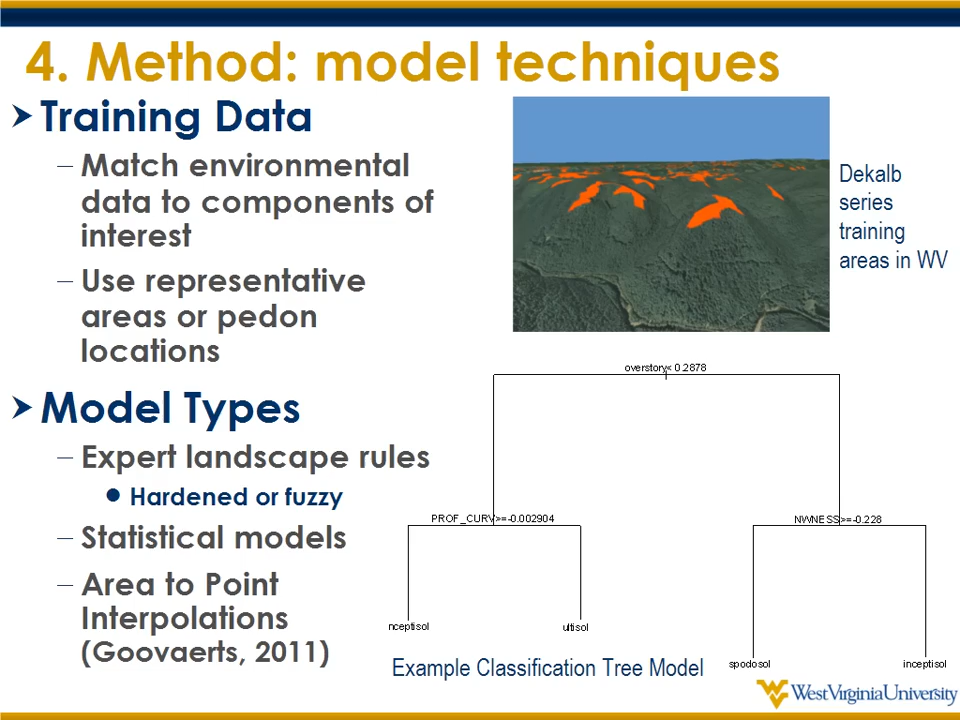 4. Method: model techniques
Training Data
– Match environmental
data to components of
interest
– Use representative
areas or pedon
locations
Dekalb
series
training
areas in WV
Model Types
– Expert landscape rules
● Hardened or fuzzy
– Statistical models
– Area to Point
Interpolations
(Goovaerts, 2011)
overstory< 0.2878
PROF_CURV>=-0.002904
NWNESS>=-0.228
nceptisol
ultisol
spodosol
inceptisol
Example Classification Tree Model
West Virginia University